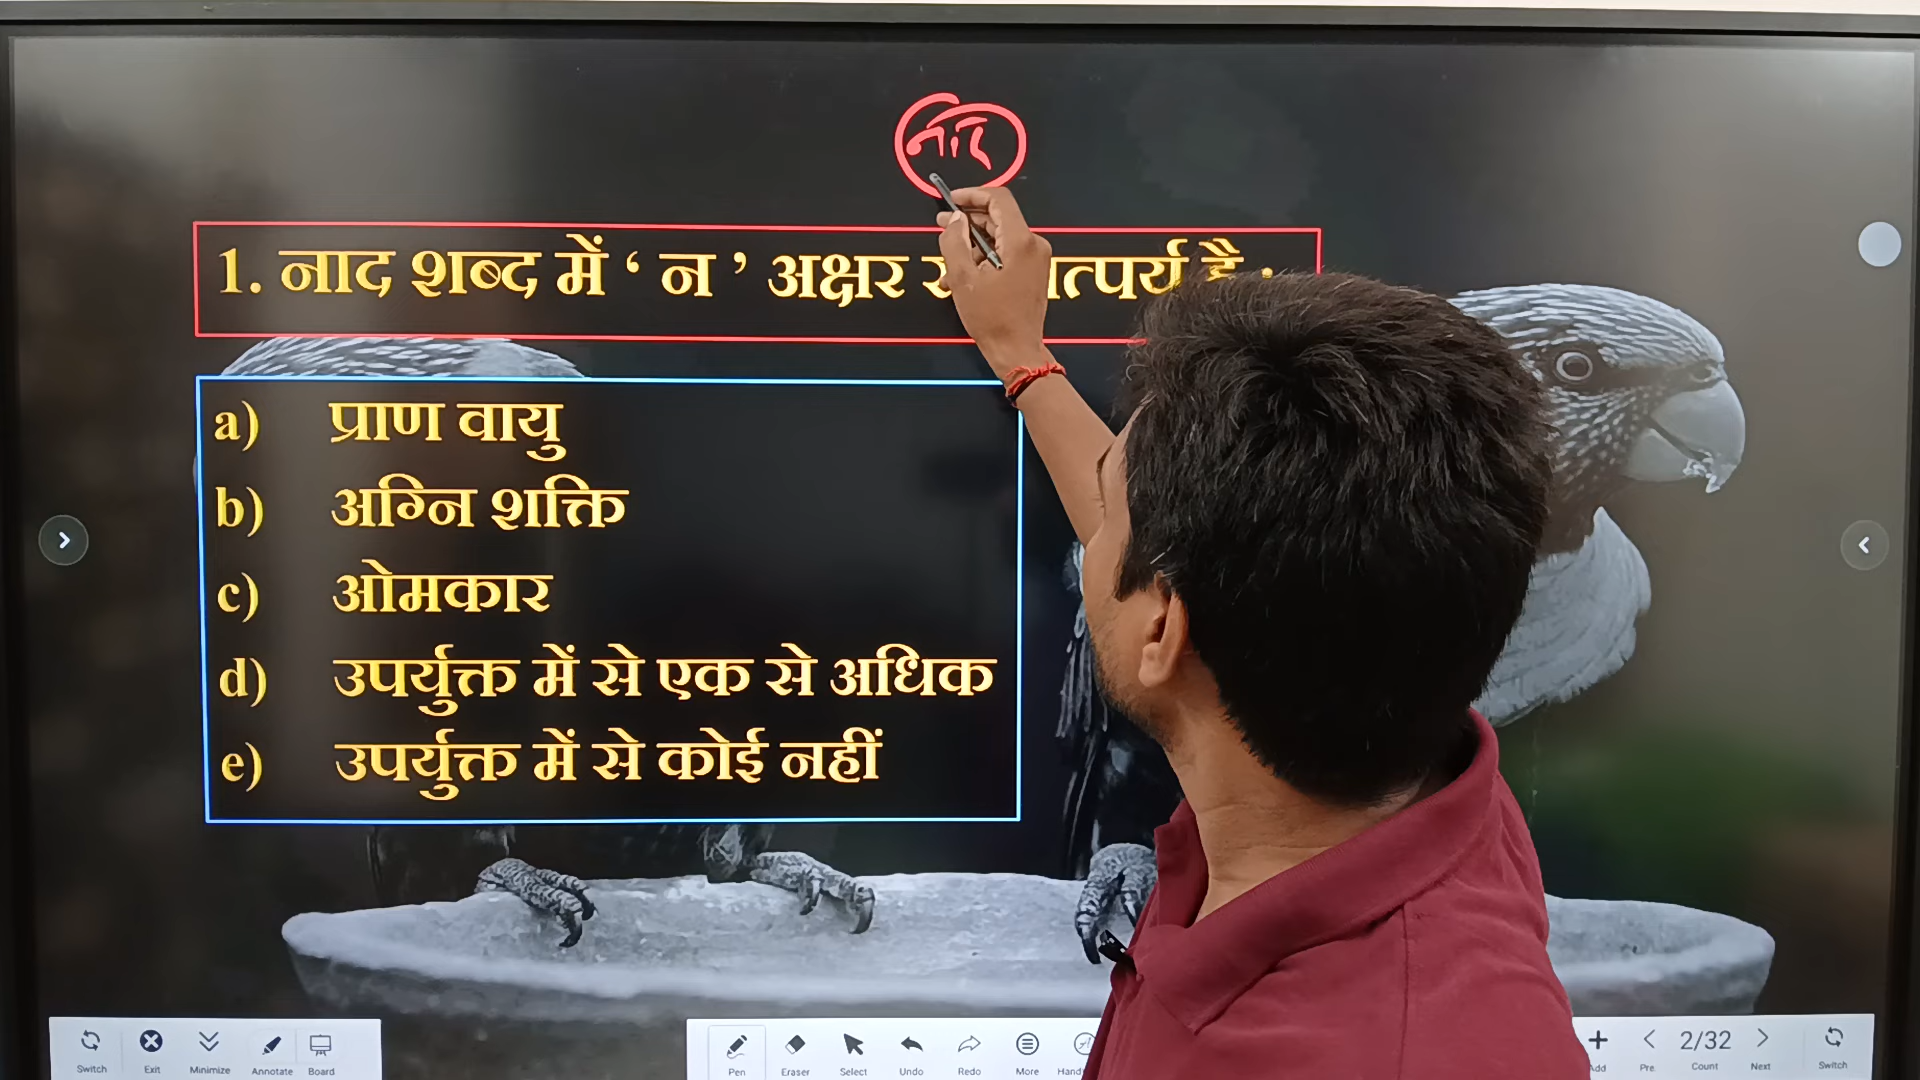 नाद
1. नाद शब्द में ‘ न ’ अक्षर है :
a) प्राण वायु
b) अग्नि शक्ति
c) ओमकार
d) उपर्युक्त में से एक से अधिक
e) उपर्युक्त में से कोई नहीं
Switch Exit Minimize Annotate Board Pen Eraser Select Undo Redo More 2/32 Pre Count Next Switch